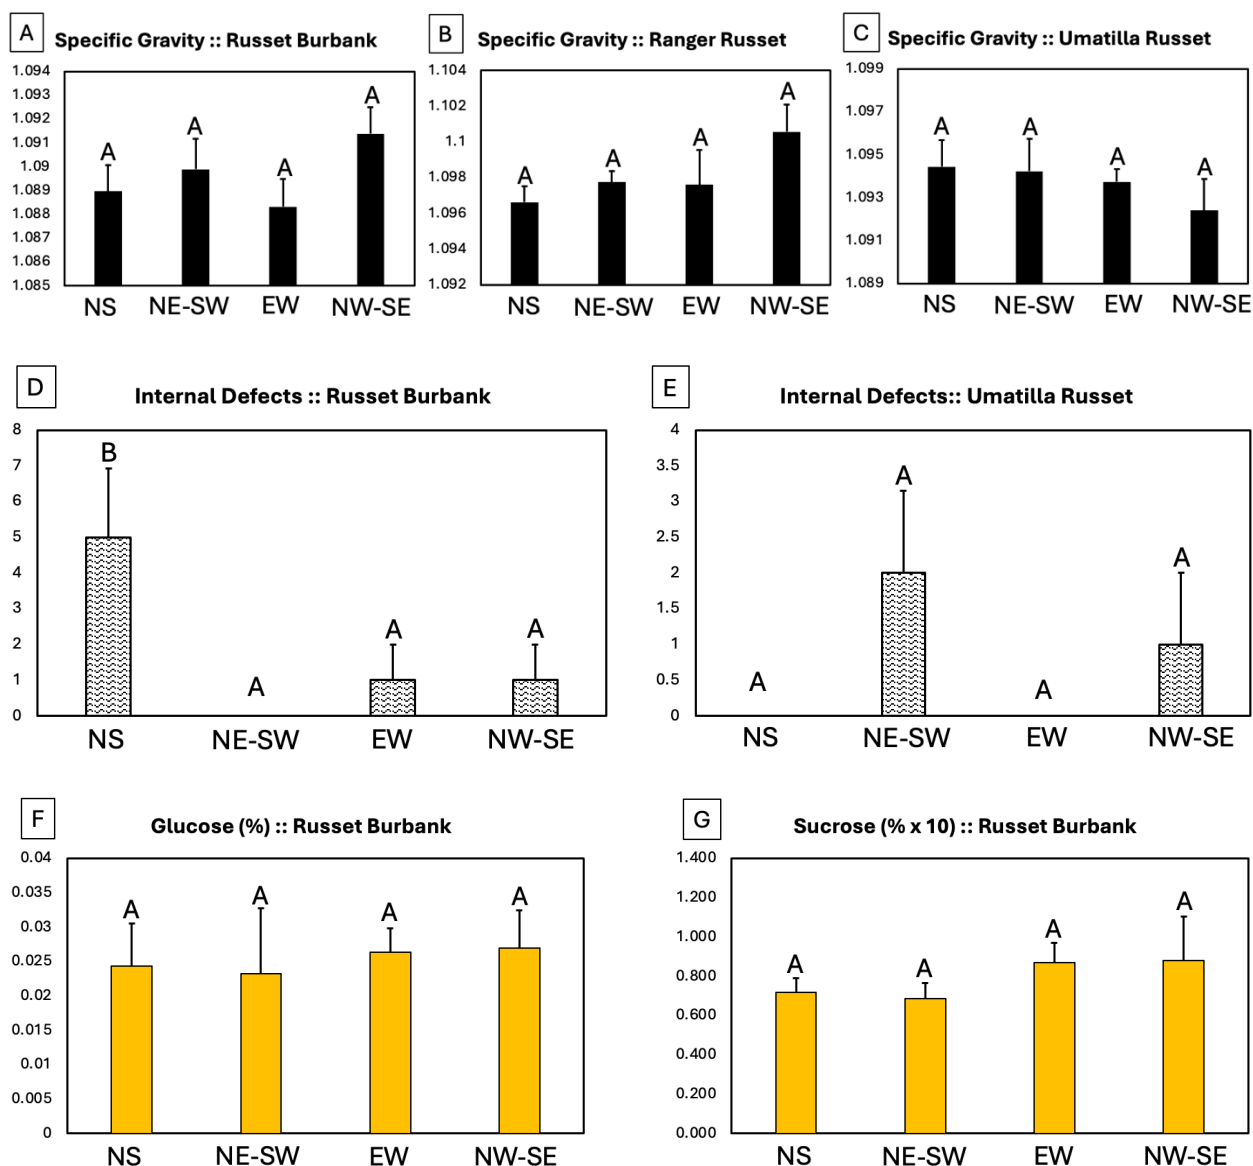 A
Specific Gravity :: Russet Burbank
1.094
1.093
1.092
1.091
1.09
1.089
1.088
1.087
1.086
1.085
A
A
A
A
NS
NE-SW
EW
NW-SE
B
Specific Gravity :: Ranger Russet
1.104
1.102
1.1
1.098
1.096
1.094
1.092
A
A
A
A
NS
NE-SW
EW
NW-SE
C
Specific Gravity :: Umatilla Russet
1.099
1.097
1.095
1.093
1.091
1.089
A
A
A
A
NS
NE-SW
EW
NW-SE
D
Internal Defects :: Russet Burbank
8
7
6
5
4
3
2
1
0
B
A
A
A
NS
NE-SW
EW
NW-SE
E
Internal Defects:: Umatilla Russet
4
3.5
3
2.5
2
1.5
1
0.5
0
A
A
A
A
NS
NE-SW
EW
NW-SE
F
Glucose (%) :: Russet Burbank
0.04
0.035
0.03
0.025
0.02
0.015
0.01
0.005
0
A
A
A
A
NS
NE-SW
EW
NW-SE
G
Sucrose (% x 10) :: Russet Burbank
1.400
1.200
1.000
0.800
0.600
0.400
0.200
0.000
A
A
A
A
NS
NE-SW
EW
NW-SE